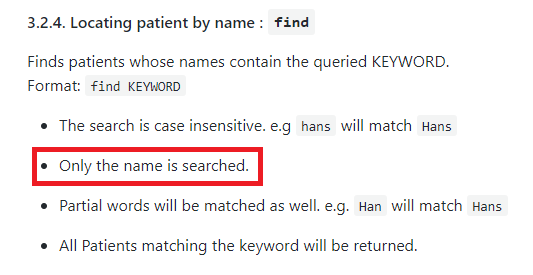 3.2.4. Locating patient by name : find
Finds patients whose names contain the queried KEYWORD.
Format: find KEYWORD
The search is case insensitive. e.g hans will match Hans
Only the name is searched.
Partial words will be matched as well. e.g. Han will match Hans
All Patients matching the keyword will be returned.